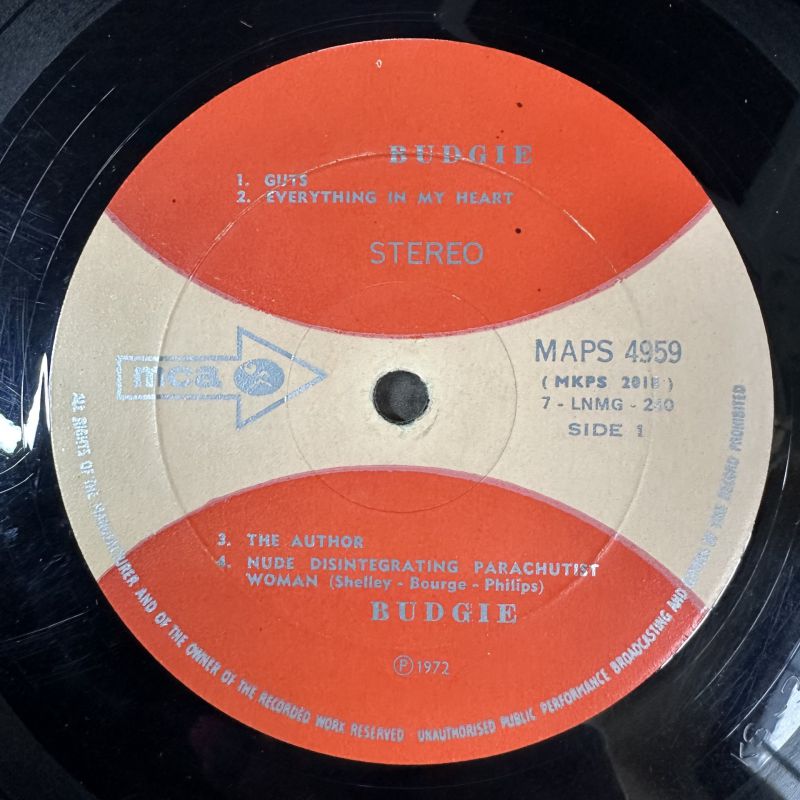 BUDGIE
1. GUTS
2. EVERYTHING IN MY HEART
STEREO
mca
MAPS 4959
(MKPS 201B)
7 - LNMG - 240
SIDE 1
3. THE AUTHOR
4. NUDE DISINTEGRATING PARACHUTIST
WOMAN (Shelley - Bourge - Philips)
BUDGIE
Ⓟ 1972
ALL RIGHTS OF THE MANUFACTURER AND OF THE OWNER OF THE RECORDED WORK RESERVED - UNAUTHORISED PUBLIC PERFORMANCE BROADCASTING AND COPYING OF THIS RECORD PROHIBITED